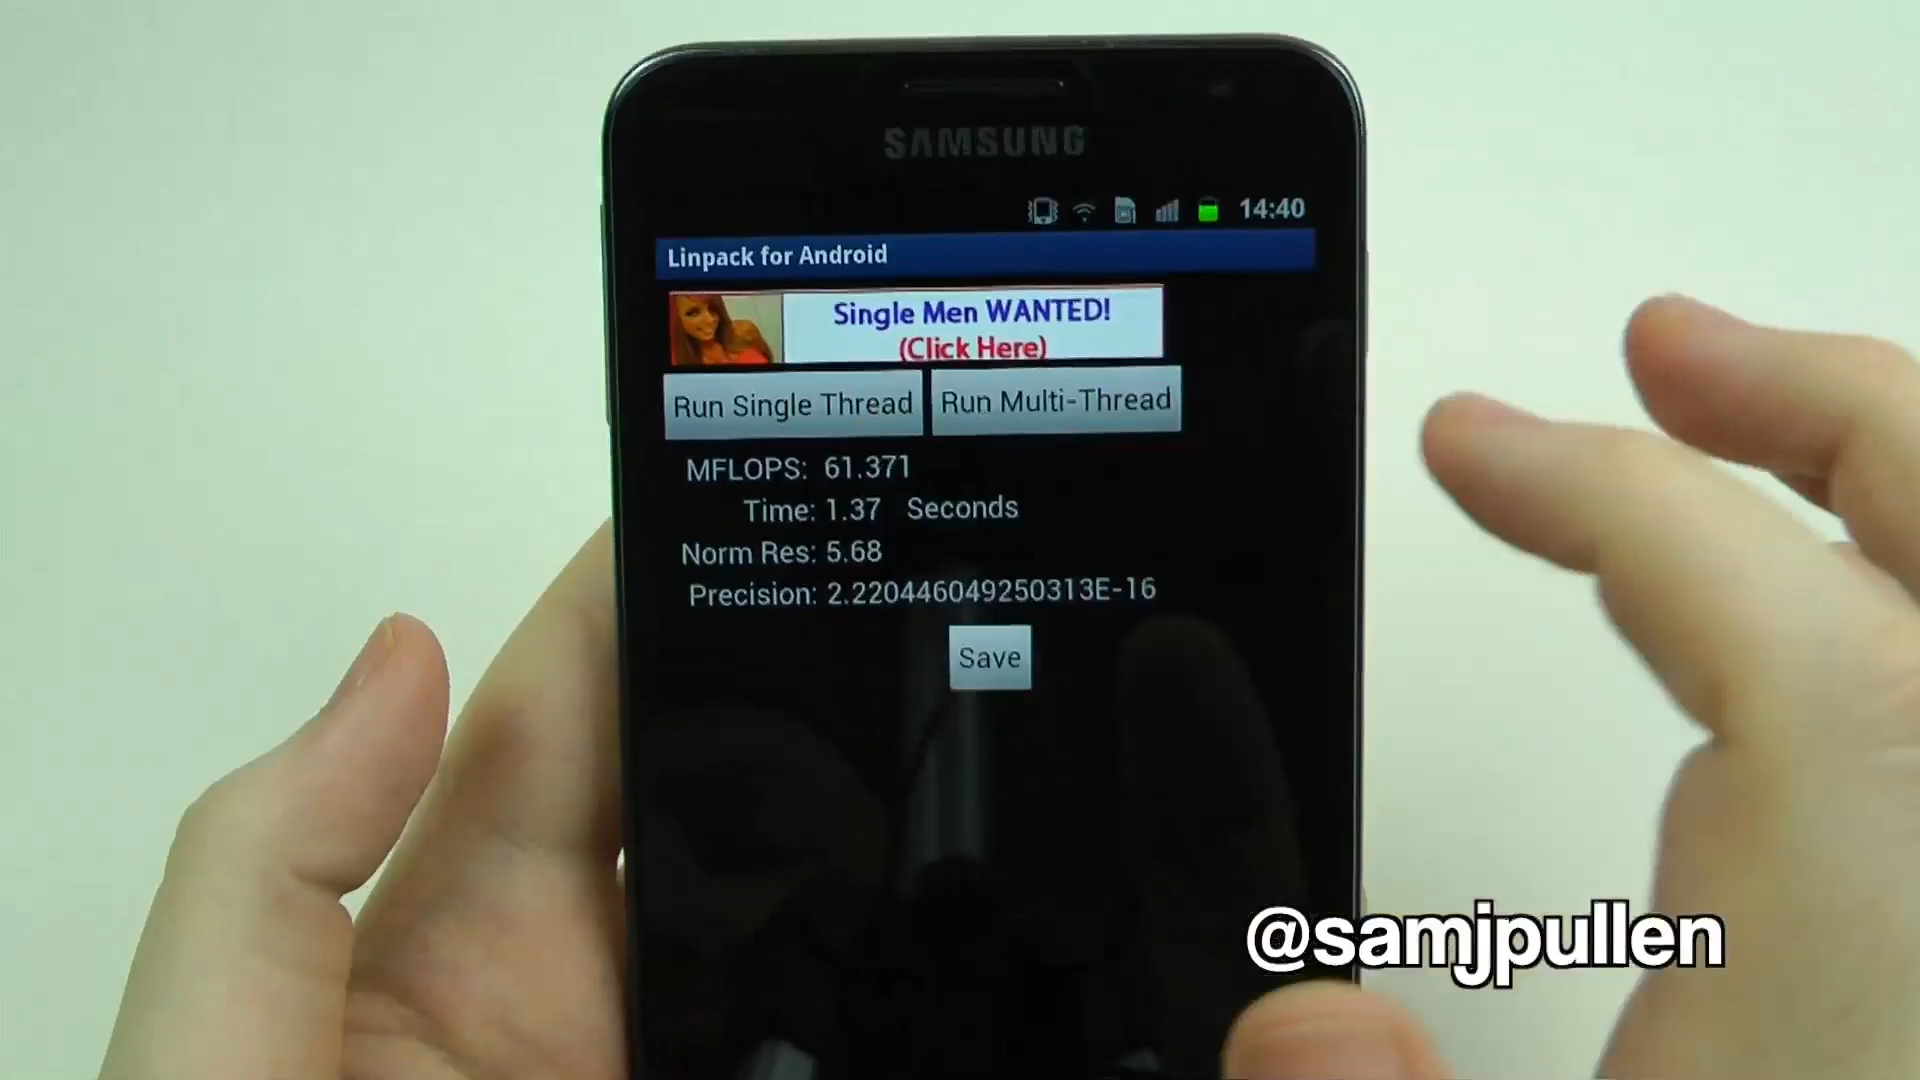 SAMSUNG
14:40
Linpack for Android
Single Men WANTED!
(Click Here)
Run Single Thread Run Multi-Thread
MFLOPS: 61.371
Time: 1.37 Seconds
Norm Res: 5.68
Precision: 2.220446049250313E-16
Save
@samjpullen